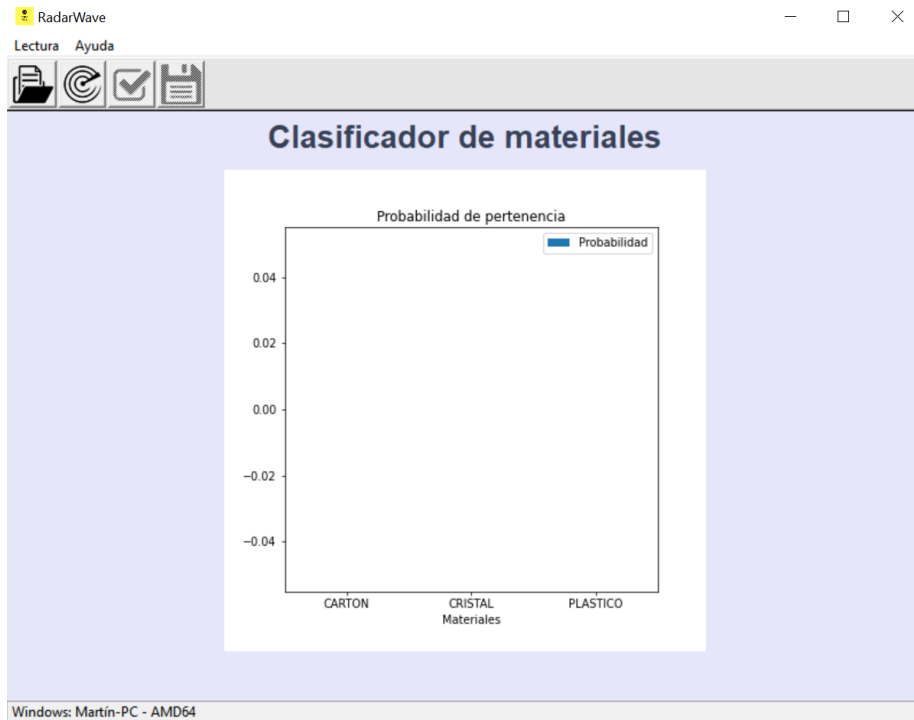 RadarWave
Lectura Ayuda
Clasificador de materiales
Probabilidad de pertenencia
Probabilidad
0.04
0.02
0.00
−0.02
−0.04
CARTON CRISTAL PLASTICO
Materiales
Windows: Martín-PC - AMD64